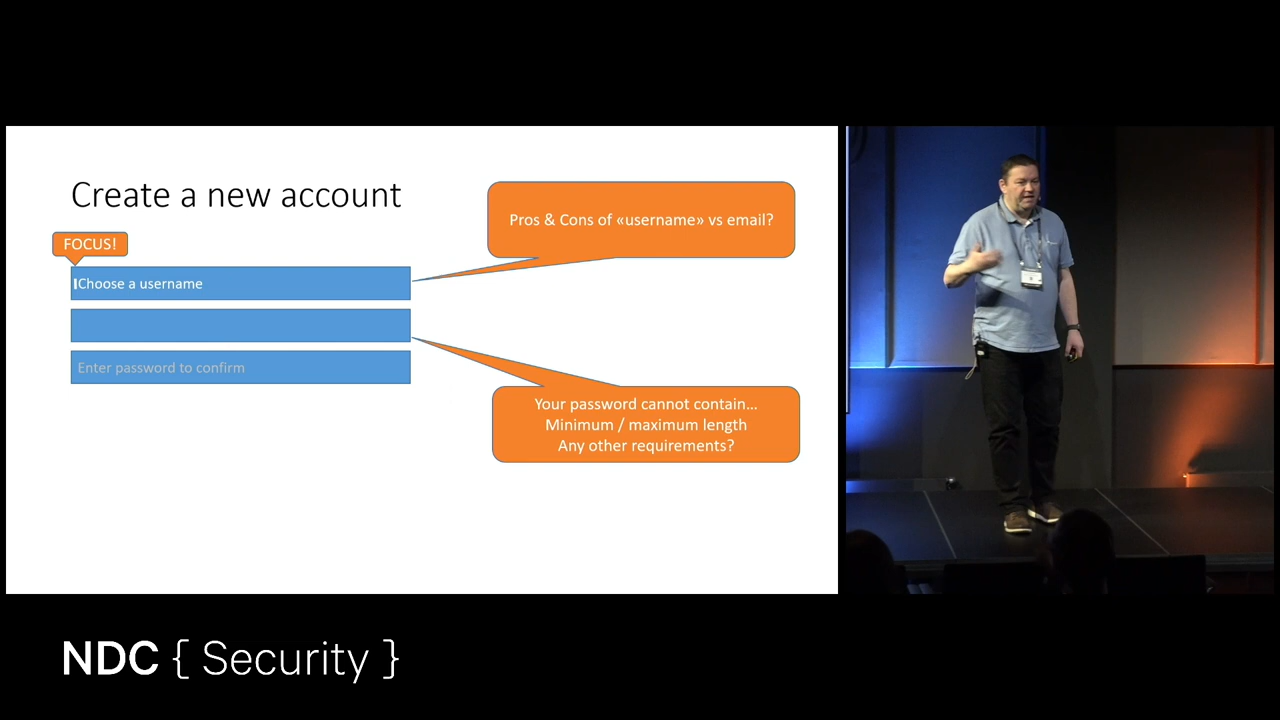 Create a new account
Pros & Cons of «username» vs email?
FOCUS!
Choose a username
Enter password to confirm
Your password cannot contain...
Minimum / maximum length
Any other requirements?
NDC { Security }